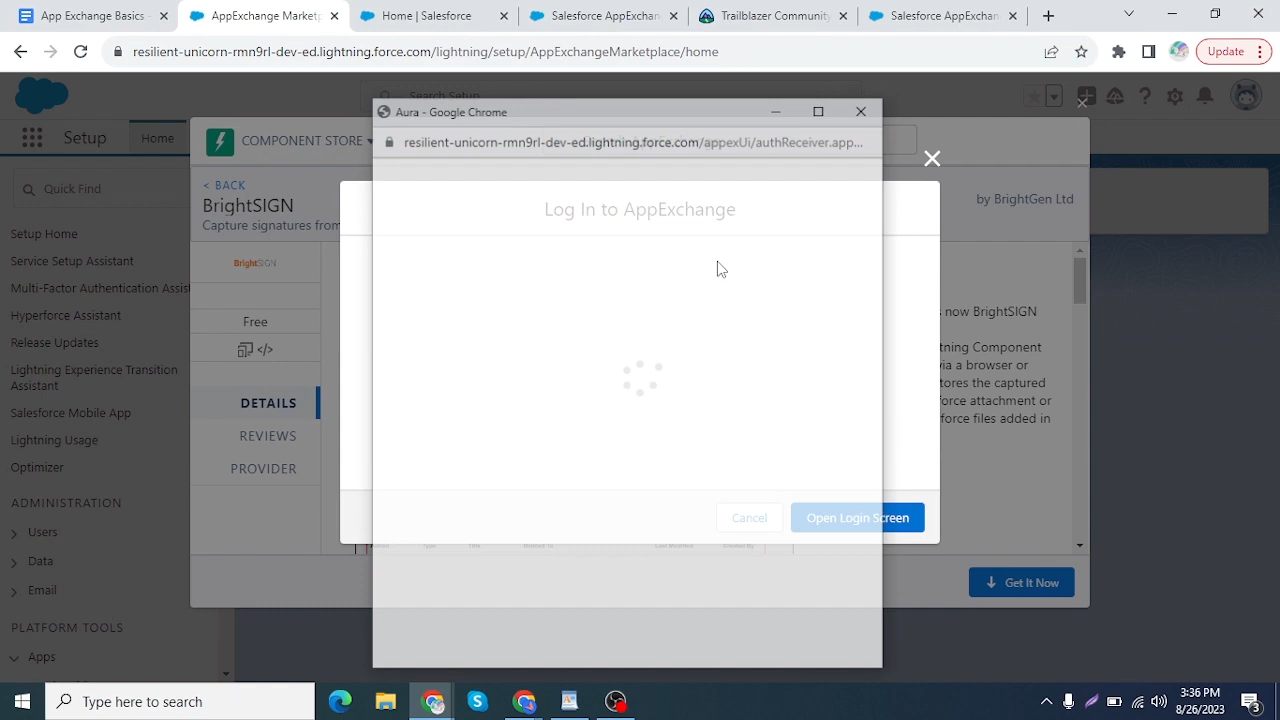 App Exchange Basics
AppExchange Marketp
Home | Salesforce
Salesforce AppExchan
Trailblazer Community
Salesforce AppExchan
resilient-unicorn-rmn9rl-dev-ed.lightning.force.com/lightning/setup/AppExchangeMarketplace/home
Update
Search Setup
Setup
Home
Aura - Google Chrome
resilient-unicorn-rmn9rl-dev-ed.lightning.force.com/appexUi/authReceiver.app...
COMPONENT STORE
Quick Find
< BACK
BrightSIGN
Capture signatures from
by BrightGen Ltd
Log In to AppExchange
Setup Home
Service Setup Assistant
Multi-Factor Authentication Assist
Hyperforce Assistant
Release Updates
Lightning Experience Transition
Assistant
Salesforce Mobile App
Lightning Usage
Optimizer
ADMINISTRATION
Users
Data
Email
PLATFORM TOOLS
Apps
BrightSIGN
Free
</>
DETAILS
REVIEWS
PROVIDER
s now BrightSIGN
htning Component
via a browser or
tores the captured
force attachment or
force files added in
Cancel
Open Login Screen
Get It Now
Type here to search
3:36 PM
8/26/2023
3